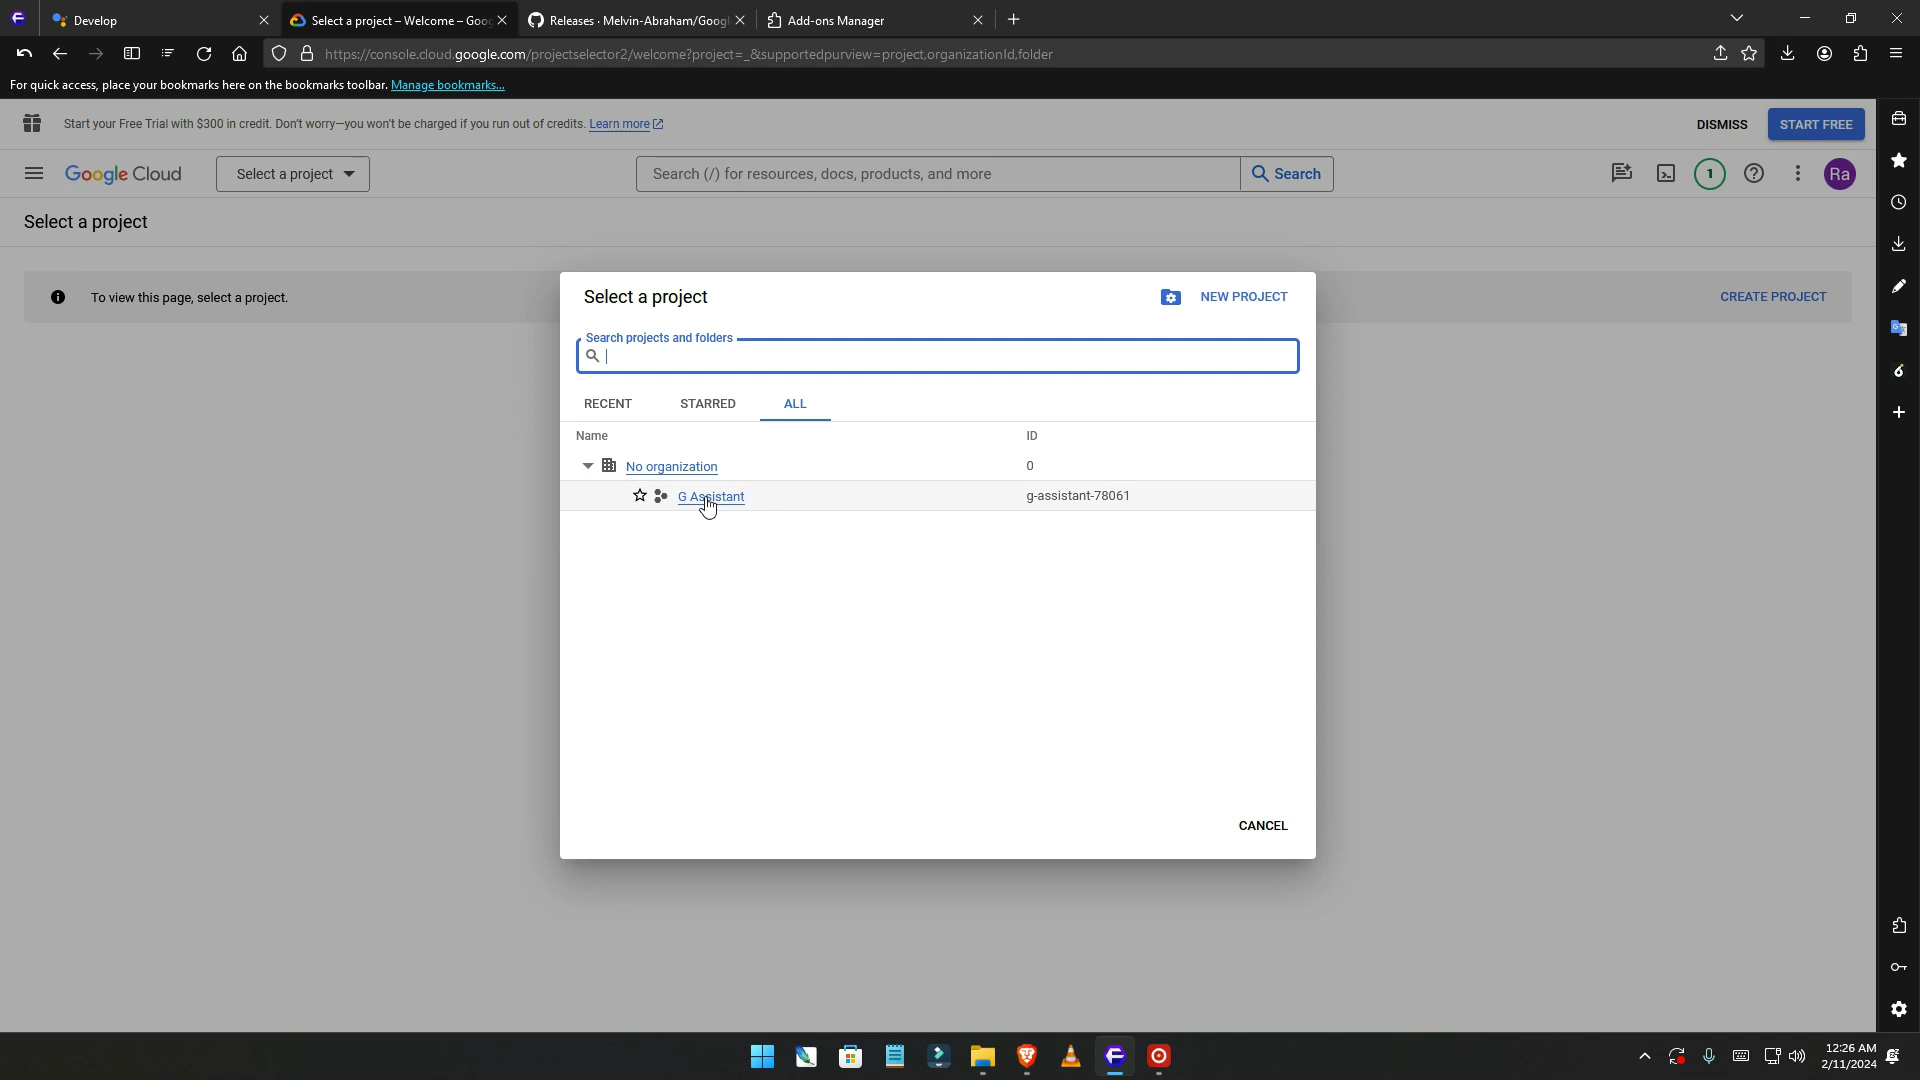 Develop
Select a project – Welcome – Goog
Releases · Melvin-Abraham/Googl
Add-ons Manager
https://console.cloud.google.com/projectselector2/welcome?project=_&supportedpurview=project,organizationId,folder
For quick access, place your bookmarks here on the bookmarks toolbar. Manage bookmarks...
Start your Free Trial with $300 in credit. Don't worry—you won't be charged if you run out of credits. Learn more
DISMISS
START FREE
Google Cloud
Select a project
Search (/) for resources, docs, products, and more
Search
1
Ra
Select a project
To view this page, select a project.
CREATE PROJECT
Select a project
NEW PROJECT
Search projects and folders
RECENT
STARRED
ALL
Name
ID
No organization
0
G Assistant
g-assistant-78061
CANCEL
12:26 AM
2/11/2024